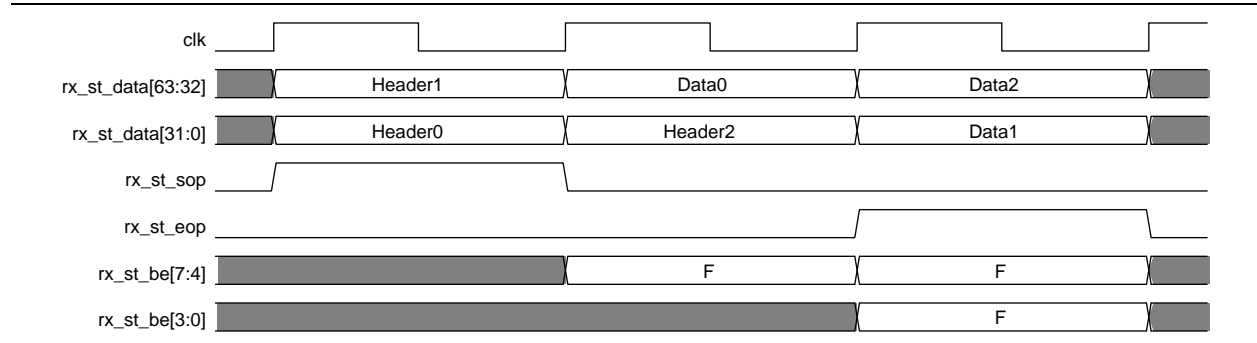 clk
rx_st_data[63:32] Header1 Data0 Data2
rx_st_data[31:0] Header0 Header2 Data1
rx_st_sop
rx_st_eop
rx_st_be[7:4] F F
rx_st_be[3:0] F